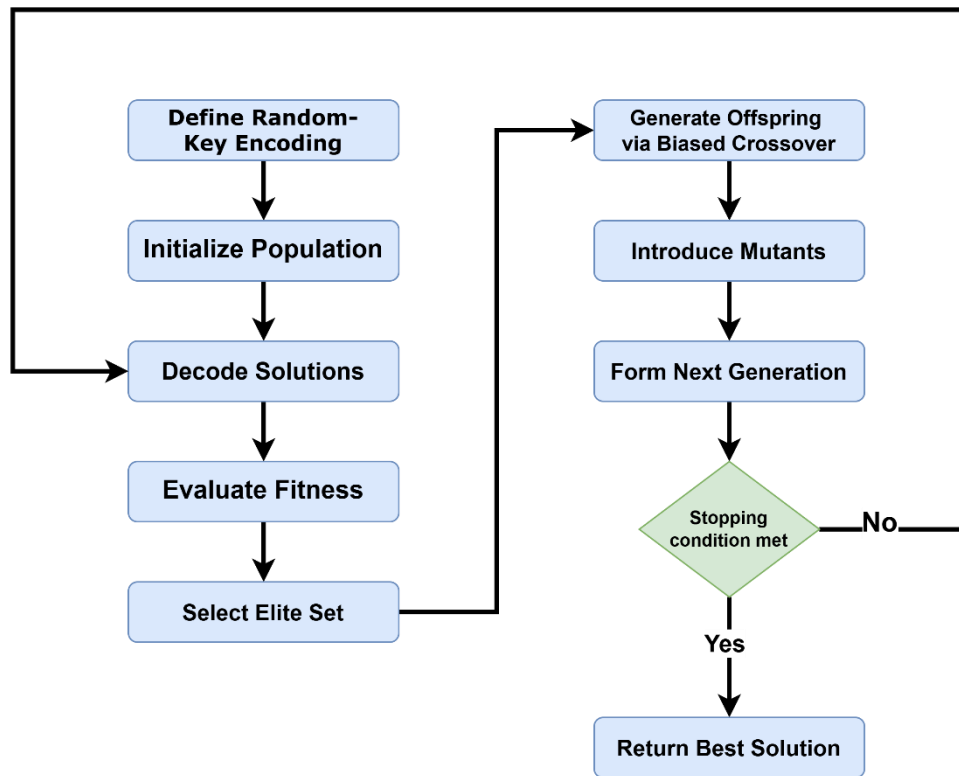 Define Random-
Key Encoding
Initialize Population
Decode Solutions
Evaluate Fitness
Select Elite Set
Generate Offspring
via Biased Crossover
Introduce Mutants
Form Next Generation
Stopping
condition met
No
Yes
Return Best Solution